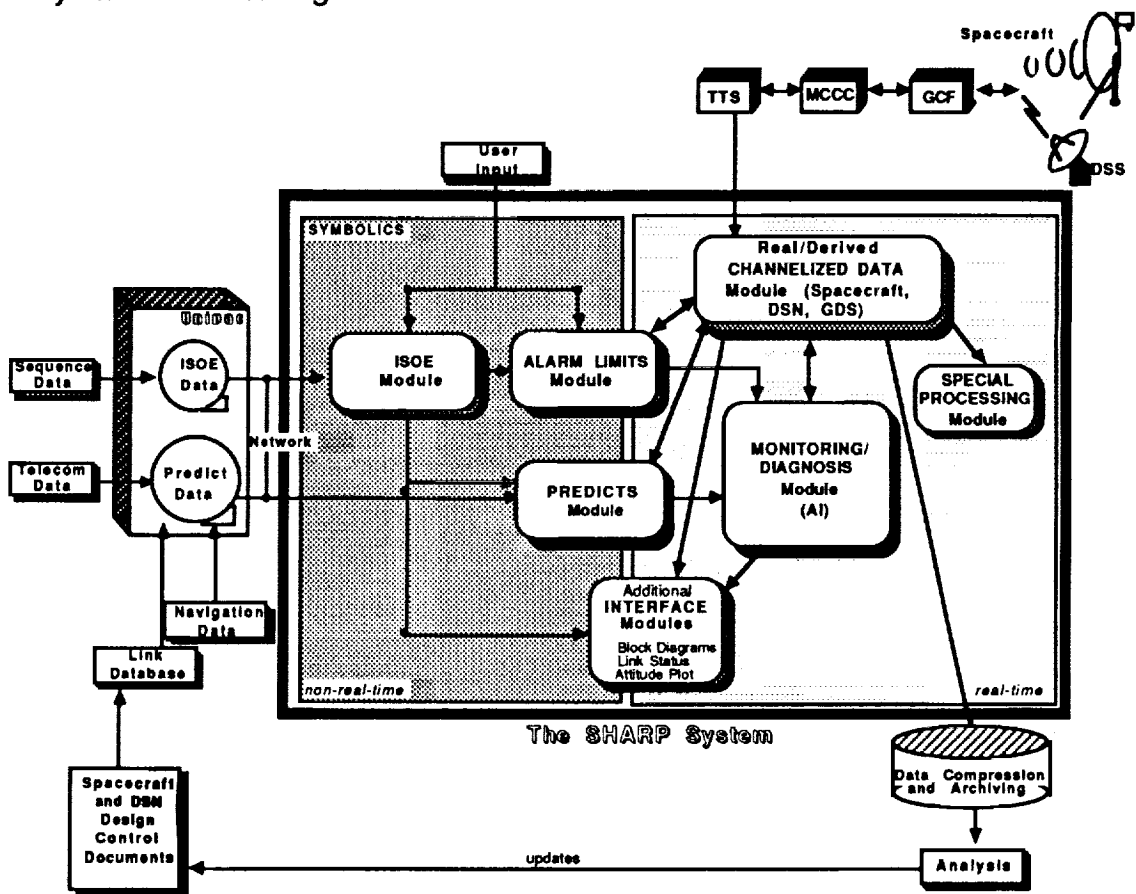 Spacecraft
TTS
MCCC
GCF
DSS
User
Input
SYMBOLICS
Real/Derived
CHANNELIZED DATA
Module (Spacecraft,
DSN, GDS)
Univac
Sequence
Data
ISOE
Data
ISOE
Module
ALARM LIMITS
Module
SPECIAL
PROCESSING
Module
Network
Telecom
Data
Predict
Data
PREDICTS
Module
MONITORING/
DIAGNOSIS
Module
(AI)
Navigation
Data
Additional
INTERFACE
Modules
Block Diagrams
Link Status
Attitude Plot
Link
Database
non-real-time
real-time
The SHARP System
Spacecraft
and DSN
Design
Control
Documents
Data Compression
and Archiving
updates
Analysis